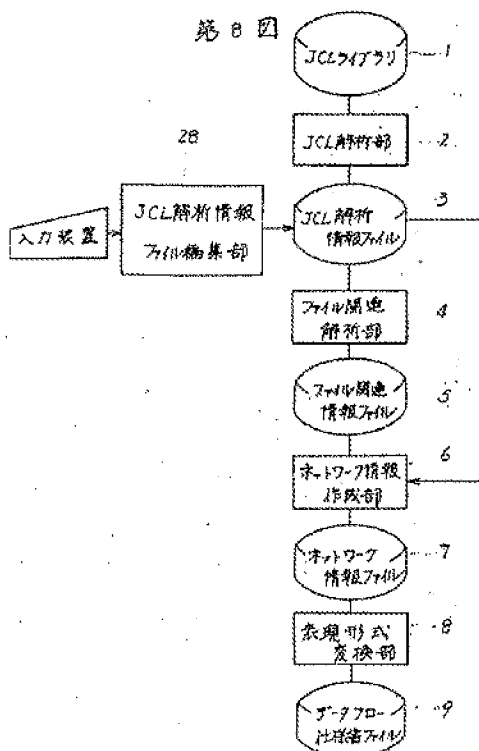 第8図
JCLライブラリ
1
JCL解析部
2
28
JCL解析情報
ファイル編集部
入力装置
JCL解析
情報ファイル
3
ファイル関連
解析部
4
ファイル関連
情報ファイル
5
ネットワーク情報
作成部
6
ネットワーク
情報ファイル
7
表現形式
変換部
8
データフロー
仕様書ファイル
9